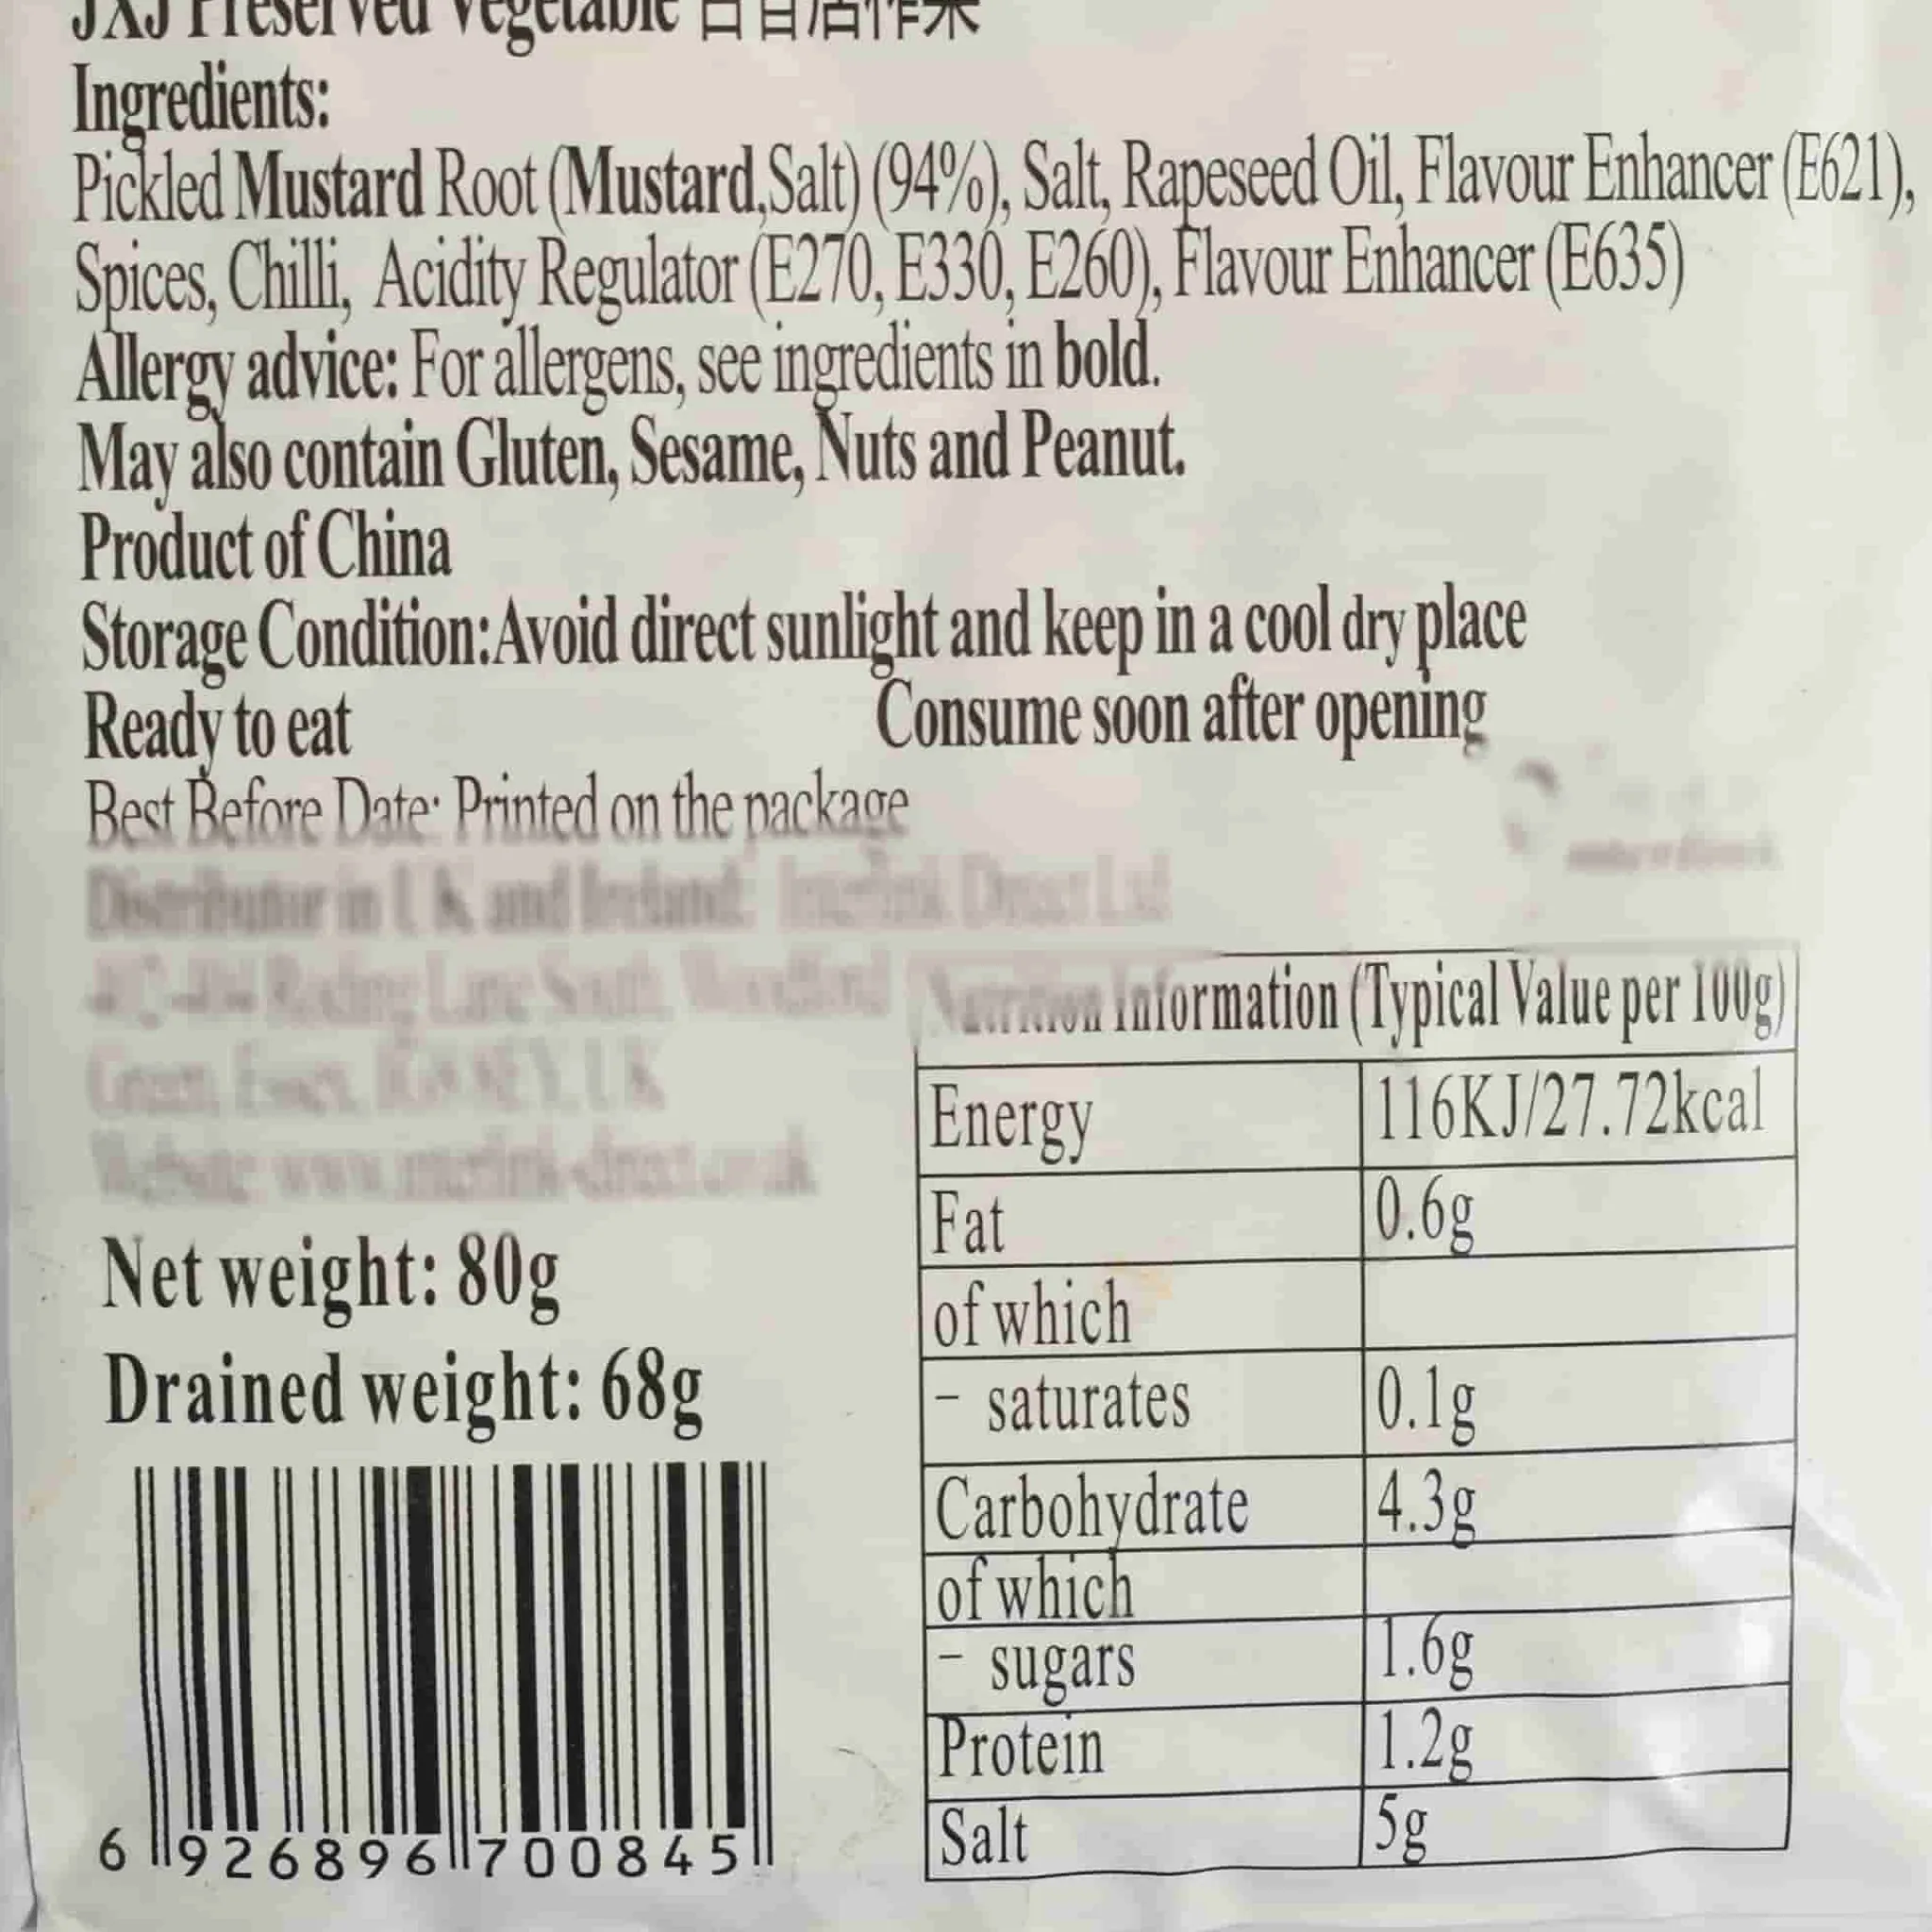 JXJ Preserved Vegetable
Ingredients:
Pickled Mustard Root (Mustard,Salt) (94%), Salt, Rapeseed Oil, Flavour Enhancer (E621),
Spices, Chilli, Acidity Regulator (E270, E330, E260), Flavour Enhancer (E635)
Allergy advice: For allergens, see ingredients in bold.
May also contain Gluten, Sesame, Nuts and Peanut.
Product of China
Storage Condition:Avoid direct sunlight and keep in a cool dry place
Ready to eat Consume soon after opening
Best Before Date: Printed on the package
Net weight: 80g
Drained weight: 68g
6 926896 700845
Nutrition Information (Typical Value per 100g)
Energy 116KJ/27.72kcal
Fat 0.6g
of which
- saturates 0.1g
Carbohydrate 4.3g
of which
- sugars 1.6g
Protein 1.2g
Salt 5g